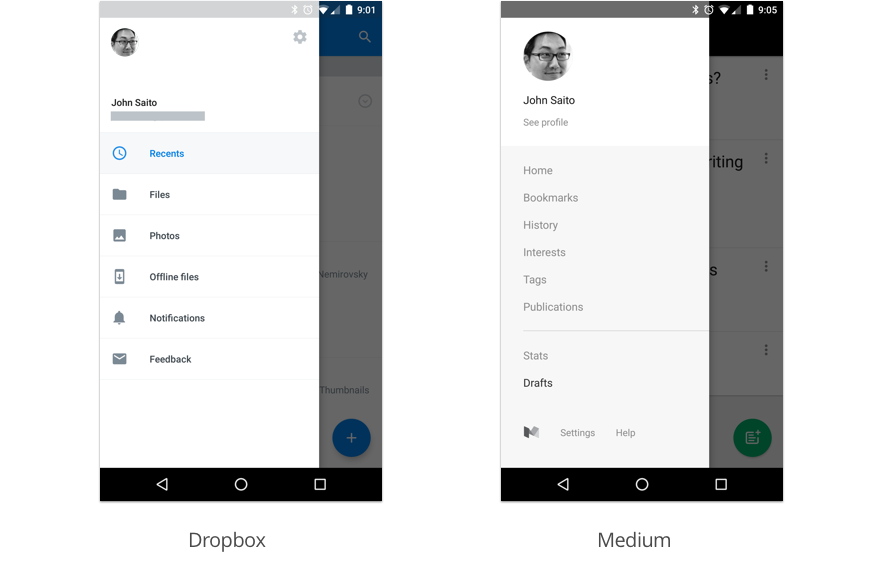 9:01
John Saito
Recents
Files
Photos
Offline files
Notifications
Feedback
Nemirovsky
Thumbnails
Dropbox
9:05
John Saito
See profile
Home
Bookmarks
History
Interests
Tags
Publications
Stats
Drafts
Settings Help
s?
riting
s
Medium